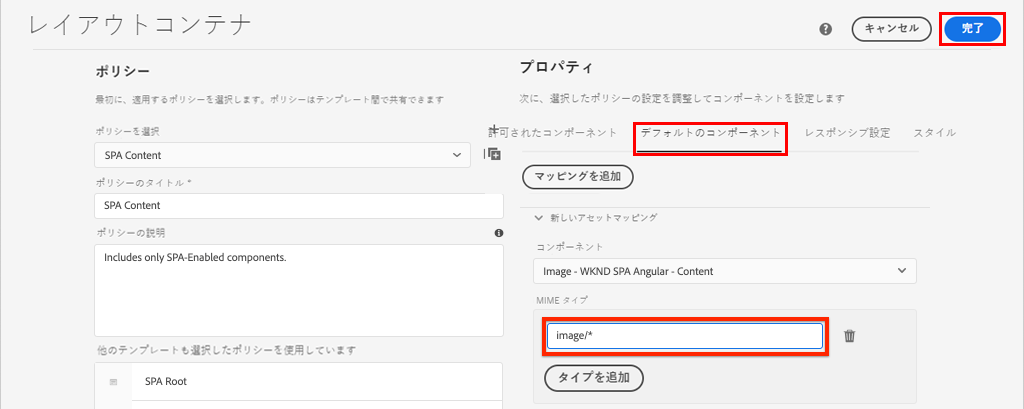 レイアウトコンテナ
キャンセル
完了
ポリシー
最初に、適用するポリシーを選択します。ポリシーはテンプレート間で共有できます
ポリシーを選択
SPA Content
ポリシーのタイトル *
SPA Content
ポリシーの説明
Includes only SPA-Enabled components.
他のテンプレートも選択したポリシーを使用しています
SPA Root
プロパティ
次に、選択したポリシーの設定を調整してコンポーネントを設定します
許可されたコンポーネント
デフォルトのコンポーネント
レスポンシブ設定
スタイル
マッピングを追加
新しいアセットマッピング
コンポーネント
Image - WKND SPA Angular - Content
MIME タイプ
image/*
タイプを追加